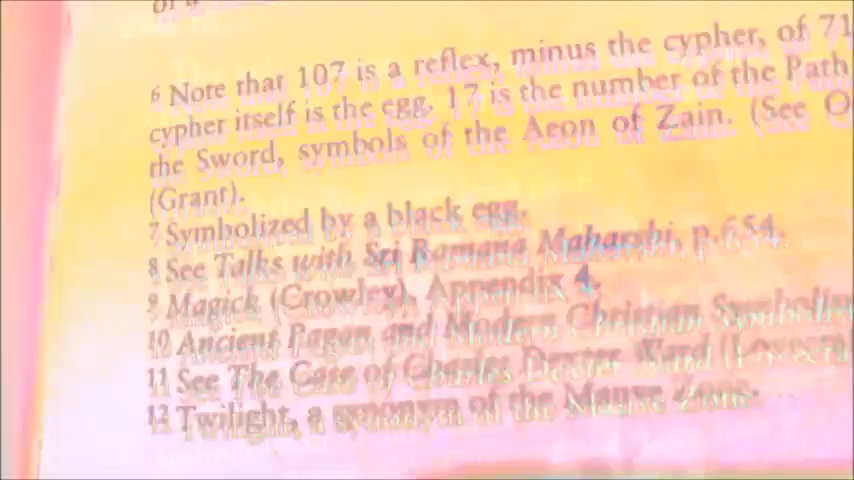 of a
6 Note that 107 is a reflex, minus the cypher, of 71
cypher itself is the egg. 17 is the number of the Path
the Sword, symbols of the Aeon of Zain. (See O
(Grant).
7 Symbolized by a black egg.
8 See Talks with Sri Ramana Maharshi, p.654.
9 Magick (Crowley), Appendix 4.
10 Ancient Pagan and Modern Christian Symbolism
11 See The Case of Charles Dexter Ward (Lovecra
12 Twilight, a synonym of the Mauve Zone.